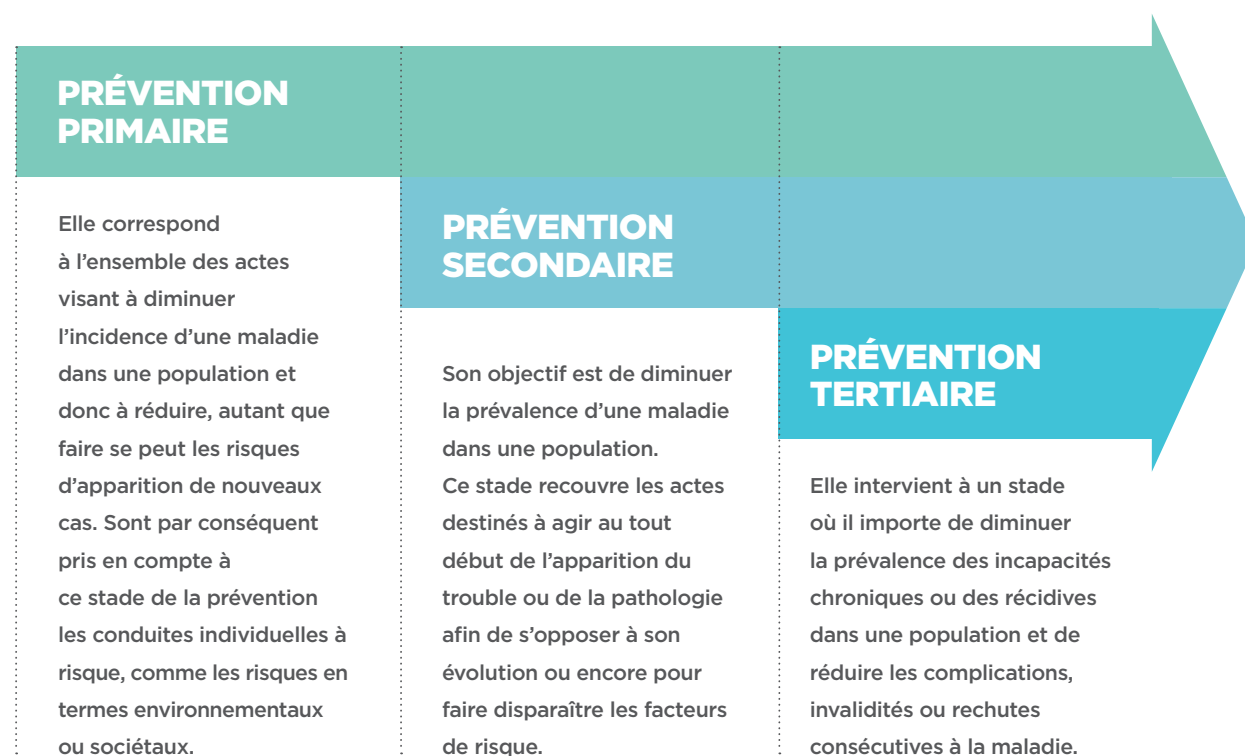 PRÉVENTION
PRIMAIRE
Elle correspond
à l’ensemble des actes
visant à diminuer
l’incidence d’une maladie
dans une population et
donc à réduire, autant que
faire se peut les risques
d’apparition de nouveaux
cas. Sont par conséquent
pris en compte à
ce stade de la prévention
les conduites individuelles à
risque, comme les risques en
termes environnementaux
ou sociétaux.
PRÉVENTION
SECONDAIRE
Son objectif est de diminuer
la prévalence d’une maladie
dans une population.
Ce stade recouvre les actes
destinés à agir au tout
début de l’apparition du
trouble ou de la pathologie
afin de s’opposer à son
évolution ou encore pour
faire disparaître les facteurs
de risque.
PRÉVENTION
TERTIAIRE
Elle intervient à un stade
où il importe de diminuer
la prévalence des incapacités
chroniques ou des récidives
dans une population et de
réduire les complications,
invalidités ou rechutes
consécutives à la maladie.